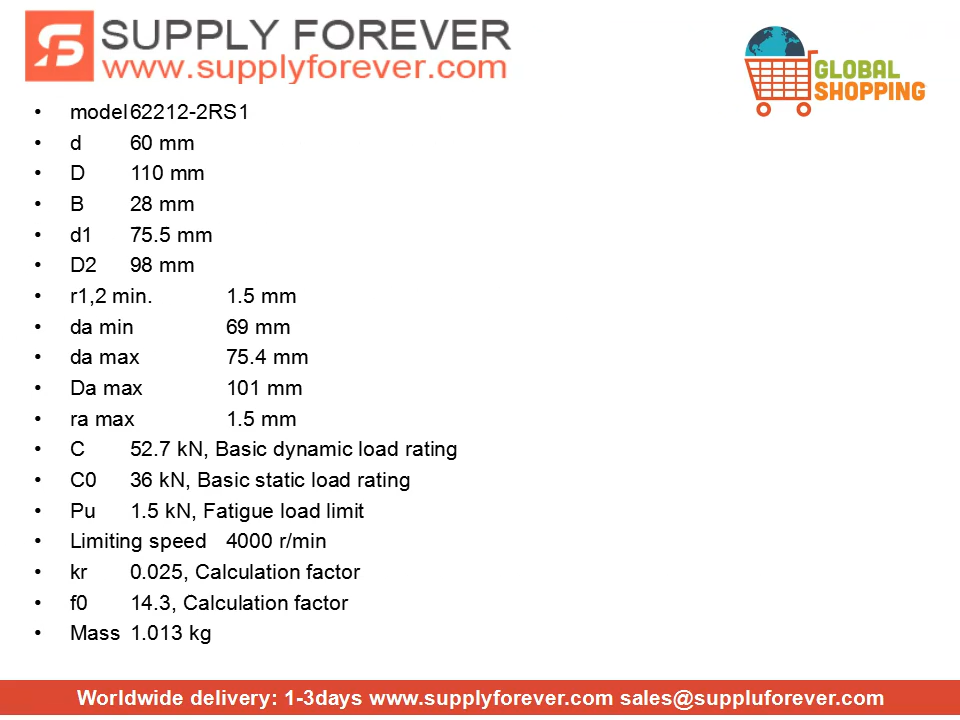 SUPPLY FOREVER
www.supplyforever.com
GLOBAL
SHOPPING
• model 62212-2RS1
• d 60 mm
• D 110 mm
• B 28 mm
• d1 75.5 mm
• D2 98 mm
• r1,2 min. 1.5 mm
• da min 69 mm
• da max 75.4 mm
• Da max 101 mm
• ra max 1.5 mm
• C 52.7 kN, Basic dynamic load rating
• C0 36 kN, Basic static load rating
• Pu 1.5 kN, Fatigue load limit
• Limiting speed 4000 r/min
• kr 0.025, Calculation factor
• f0 14.3, Calculation factor
• Mass 1.013 kg
Worldwide delivery: 1-3days www.supplyforever.com sales@suppluforever.com